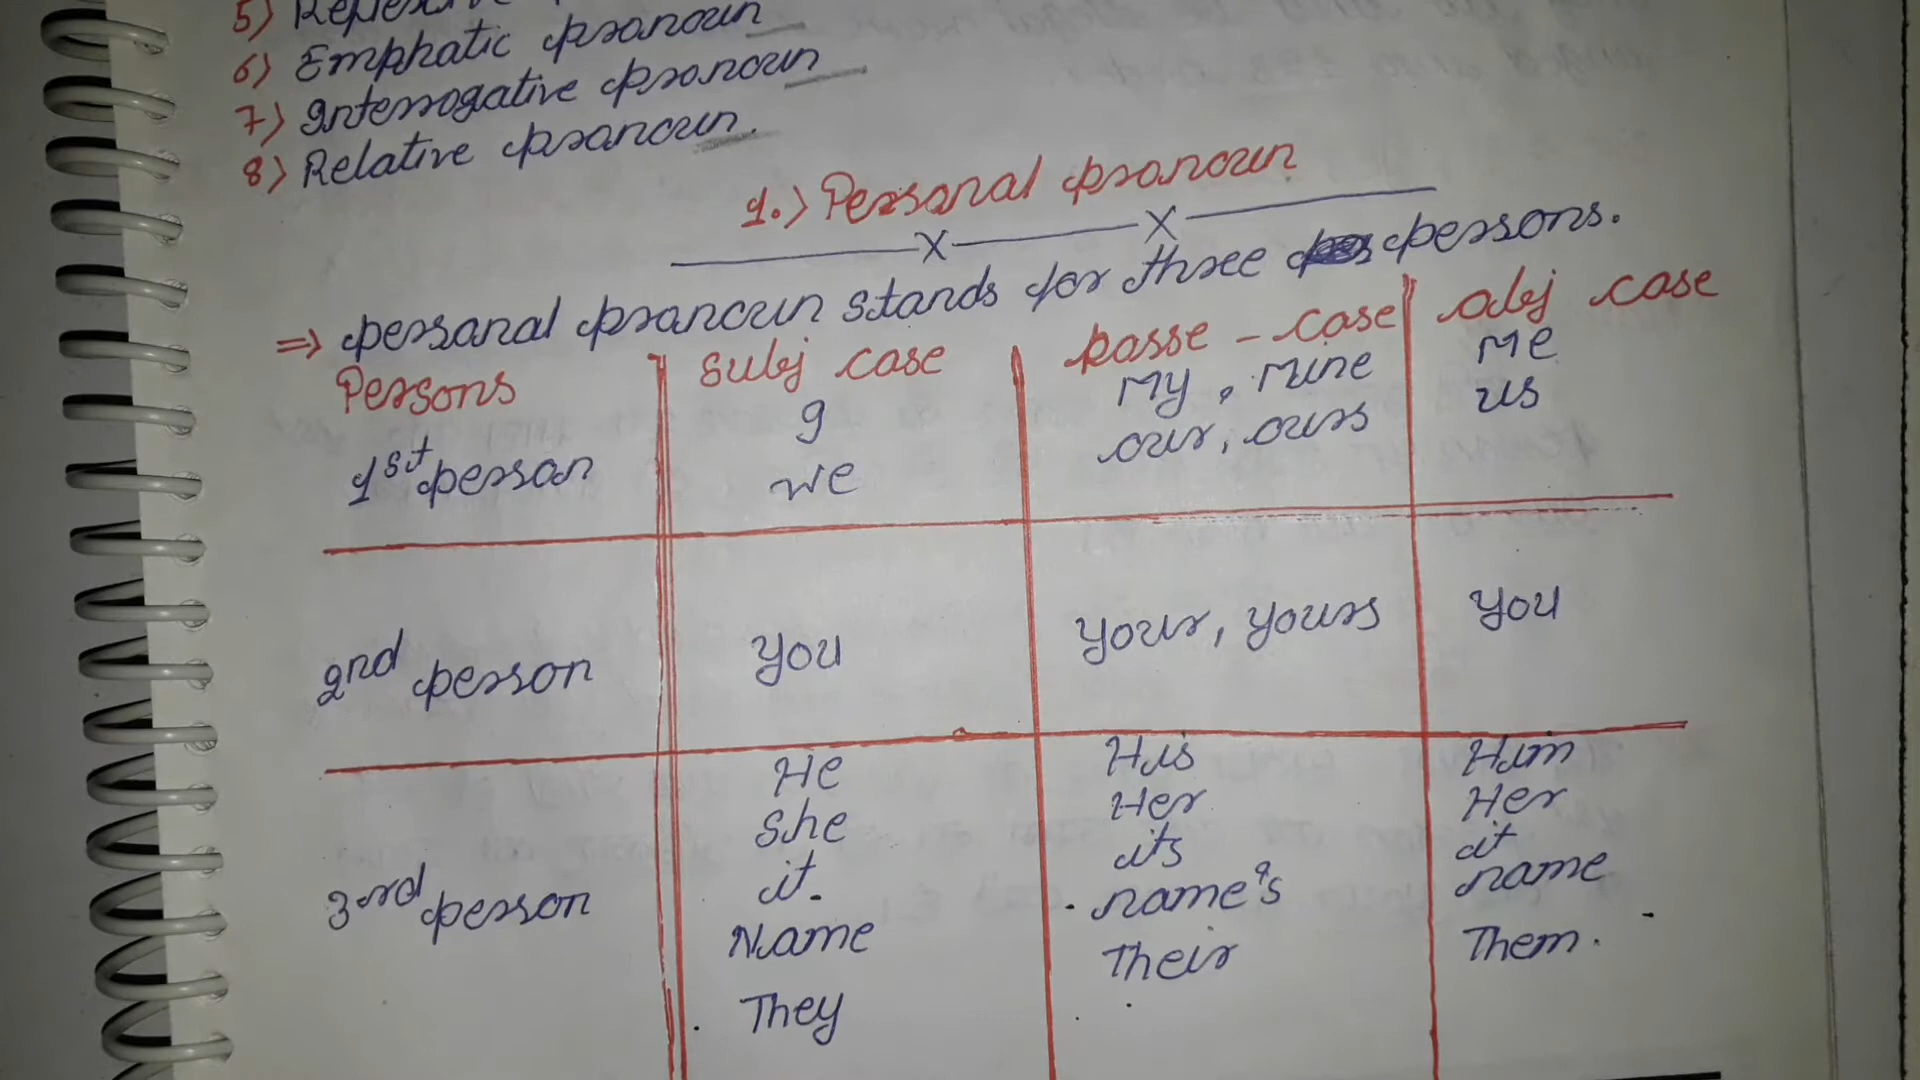 5)
6) Emphatic pronoun
7) Interrogative pronoun
8) Relative pronoun.
1.) Personal pronoun
X X
⇒ personal pronoun stands for three persons.
Persons subj case posse - case obj case
1st person I My, Mine Me
we our, ours us
2nd person you your, yours you
3rd person He His Him
she Her Her
it. its it
Name name's name
They Their Them.